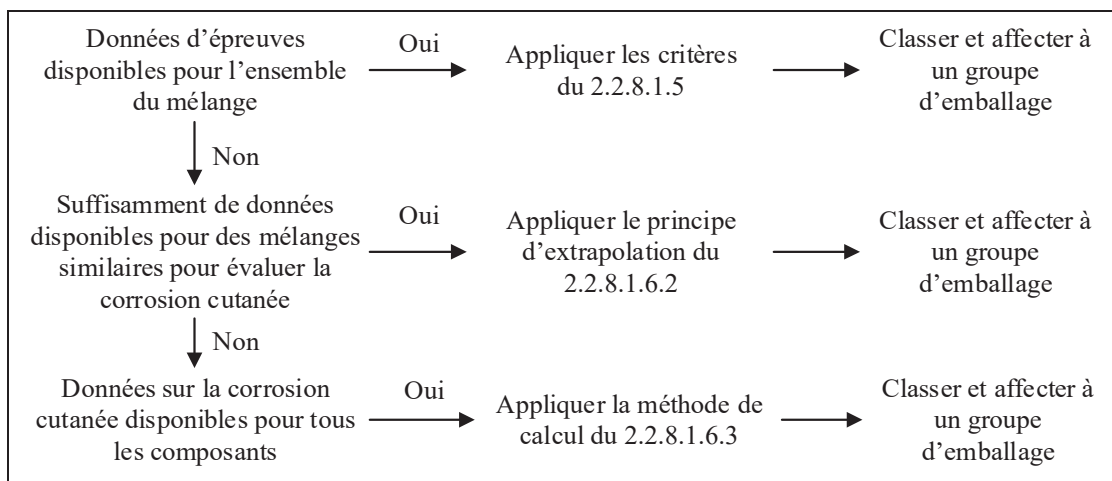 Données d'épreuves
disponibles pour l'ensemble
du mélange
Oui
Appliquer les critères
du 2.2.8.1.5
Classer et affecter à
un groupe
d'emballage
Non
Suffisamment de données
disponibles pour des mélanges
similaires pour évaluer la
corrosion cutanée
Oui
Appliquer le principe
d'extrapolation du
2.2.8.1.6.2
Classer et affecter à
un groupe
d'emballage
Non
Données sur la corrosion
cutanée disponibles pour tous
les composants
Oui
Appliquer la méthode de
calcul du 2.2.8.1.6.3
Classer et affecter à
un groupe
d'emballage